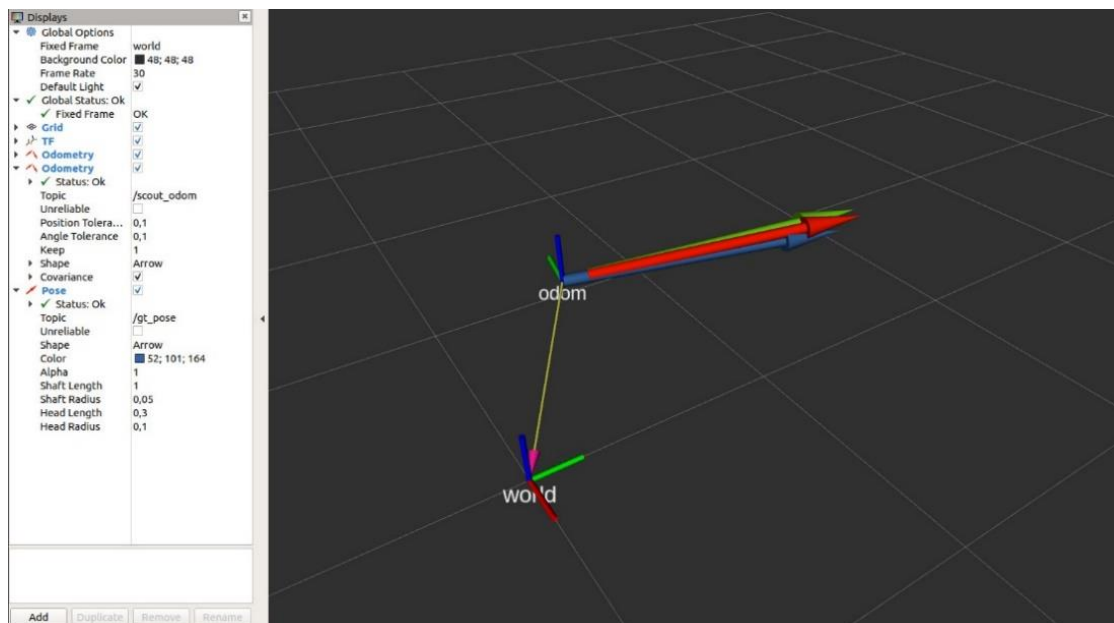 Displays
Global Options
Fixed Frame world
Background Color 48; 48; 48
Frame Rate 30
Default Light
Global Status: Ok
Fixed Frame OK
Grid
TF
Odometry
Odometry
Status: Ok
Topic /scout_odom
Unreliable
Position Tolera... 0,1
Angle Tolerance 0,1
Keep 1
Shape Arrow
Covariance
Pose
Status: Ok
Topic /gt_pose
Unreliable
Shape Arrow
Color 52; 101; 164
Alpha 1
Shaft Length 1
Shaft Radius 0,05
Head Length 0,3
Head Radius 0,1
Add Duplicate Remove Rename
odom
world